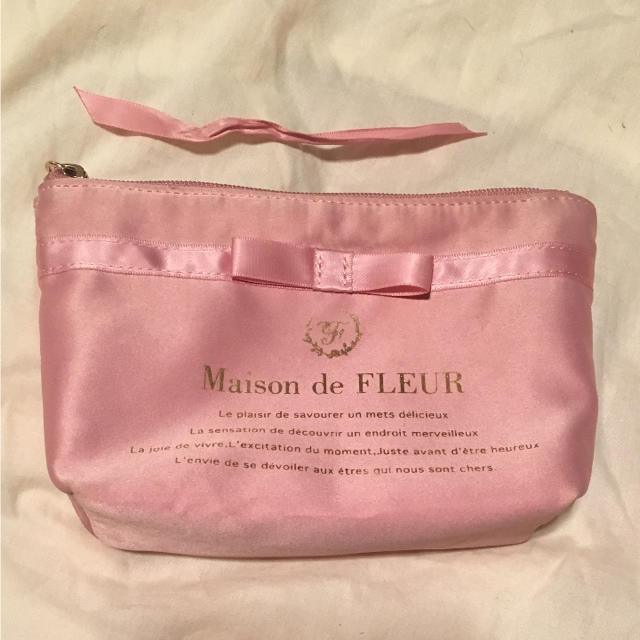 F
Maison de FLEUR
Le plaisir de savourer un mets délicieux
La sensation de découvrir un endroit merveilleux
La joie de vivre,L'excitation du moment,Juste avant d'être heureux
L'envie de se dévoiler aux êtres qui nous sont chers.